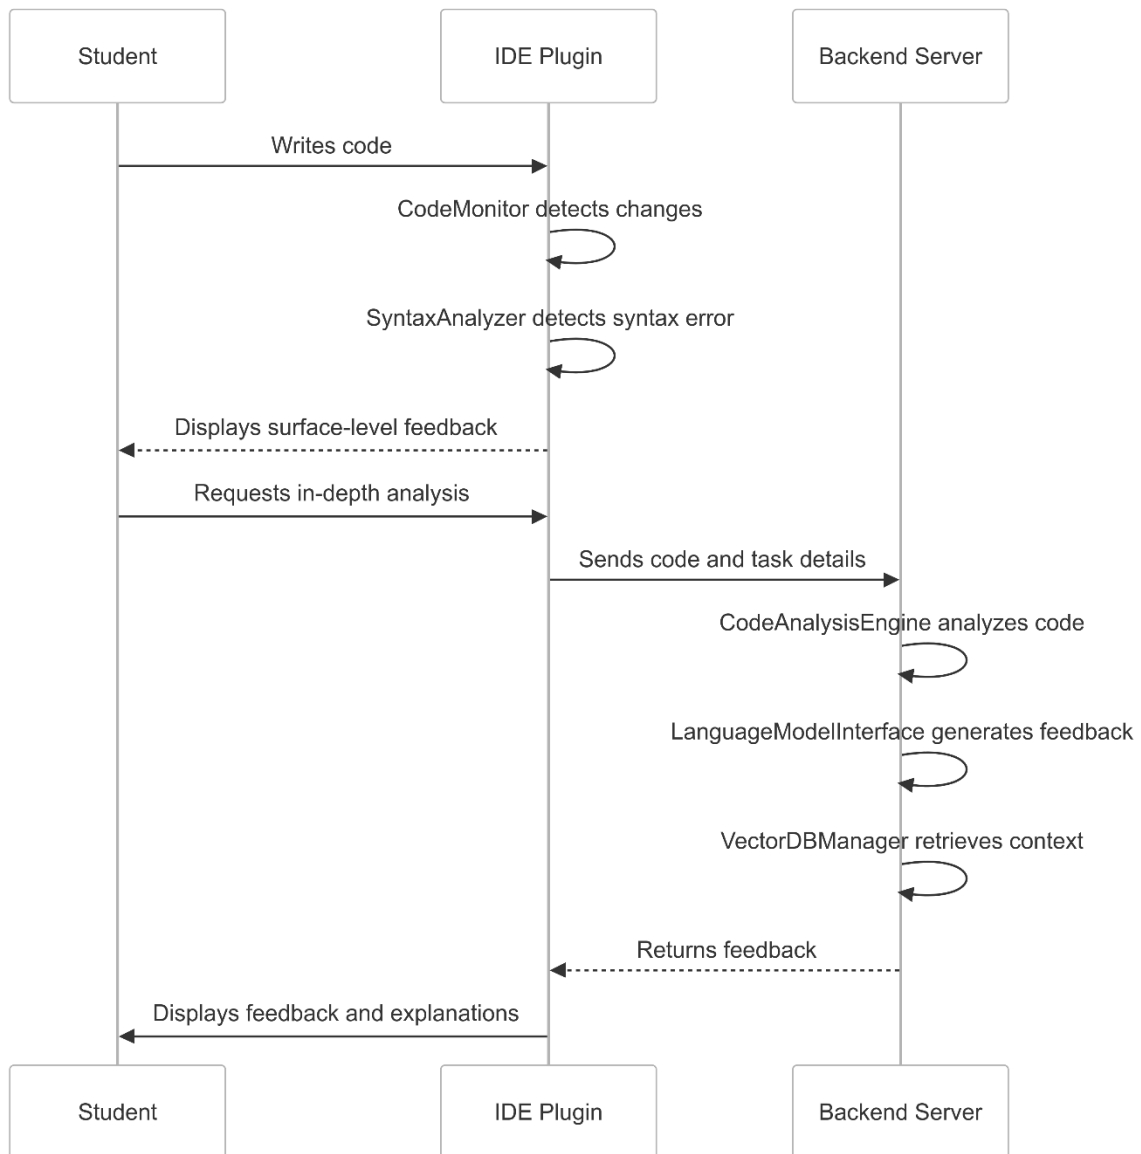 Student
IDE Plugin
Backend Server
Writes code
CodeMonitor detects changes
SyntaxAnalyzer detects syntax error
Displays surface-level feedback
Requests in-depth analysis
Sends code and task details
CodeAnalysisEngine analyzes code
LanguageModelInterface generates feedback
VectorDBManager retrieves context
Returns feedback
Displays feedback and explanations
Student
IDE Plugin
Backend Server